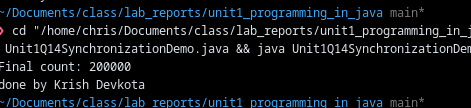 ~/Documents/class/lab_reports/unit1_programming_in_java main*
❯ cd "/home/chris/Documents/class/lab_reports/unit1_programming_in_j
Unit1Q14SynchronizationDemo.java && java Unit1Q14SynchronizationDem
Final count: 200000
done by Krish Devkota
~/Documents/class/lab_reports/unit1_programming_in_java main*